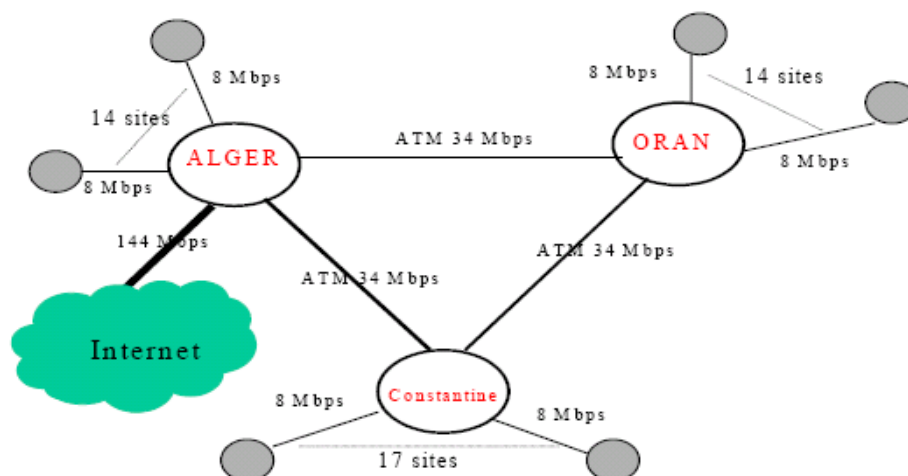 8 Mbps
14 sites
8 Mbps
ALGER
144 Mbps
Internet
ATM 34 Mbps
8 Mbps
14 sites
8 Mbps
ORAN
ATM 34 Mbps
ATM 34 Mbps
Constantine
8 Mbps
8 Mbps
17 sites